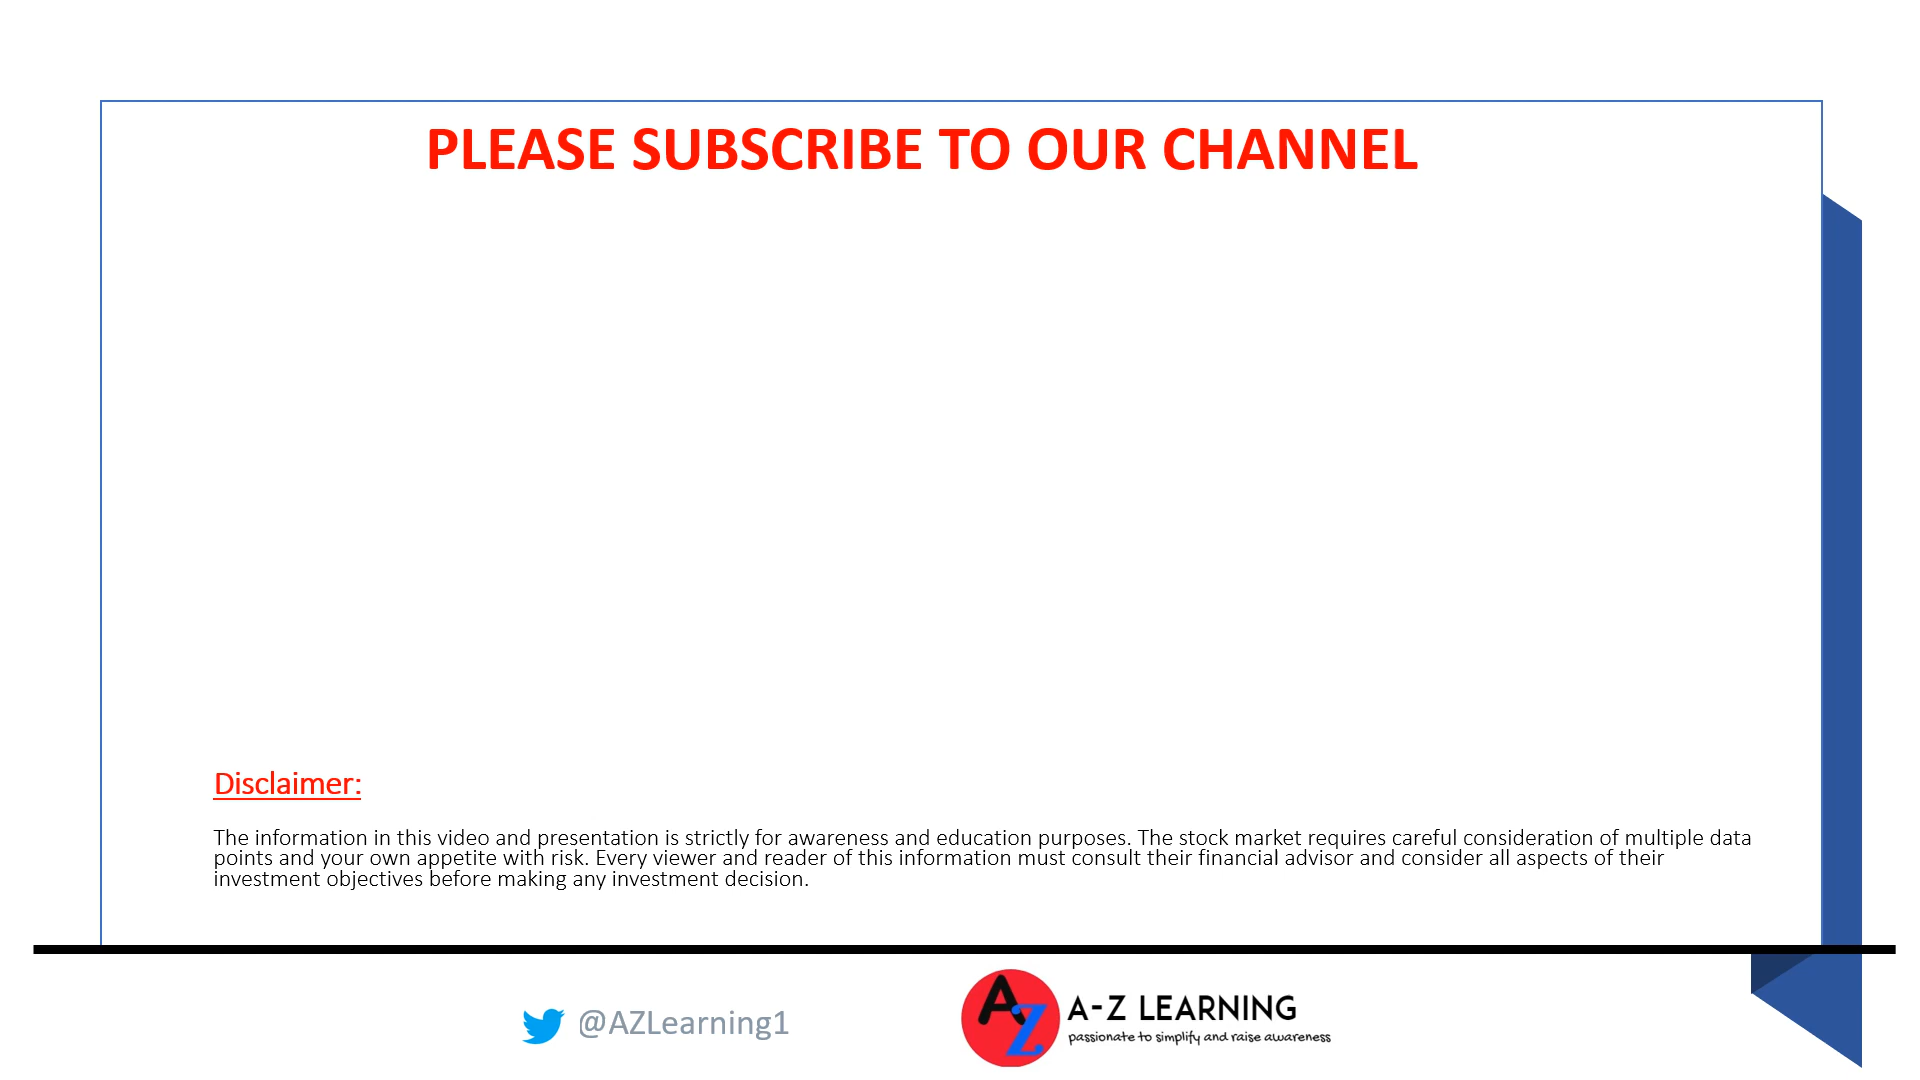 PLEASE SUBSCRIBE TO OUR CHANNEL
Disclaimer:
The information in this video and presentation is strictly for awareness and education purposes. The stock market requires careful consideration of multiple data
points and your own appetite with risk. Every viewer and reader of this information must consult their financial advisor and consider all aspects of their
investment objectives before making any investment decision.
@AZLearning1
AZ
A-Z LEARNING
passionate to simplify and raise awareness